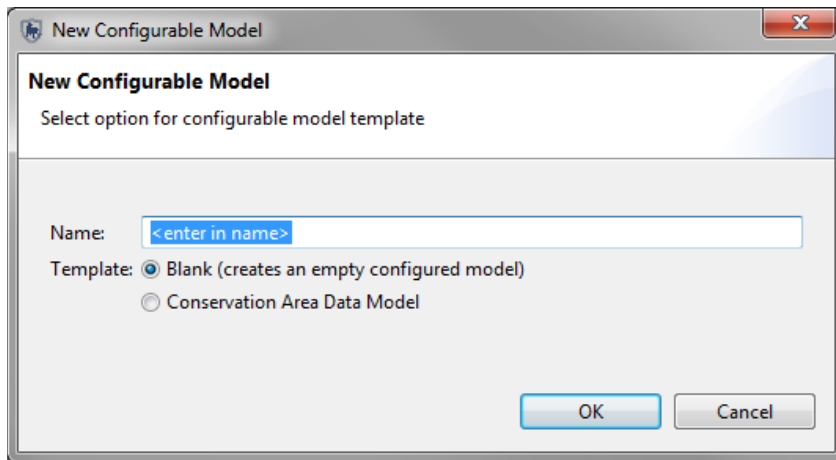 New Configurable Model
New Configurable Model
Select option for configurable model template
Name: <enter in name>
Template: Blank (creates an empty configured model)
Conservation Area Data Model
OK Cancel